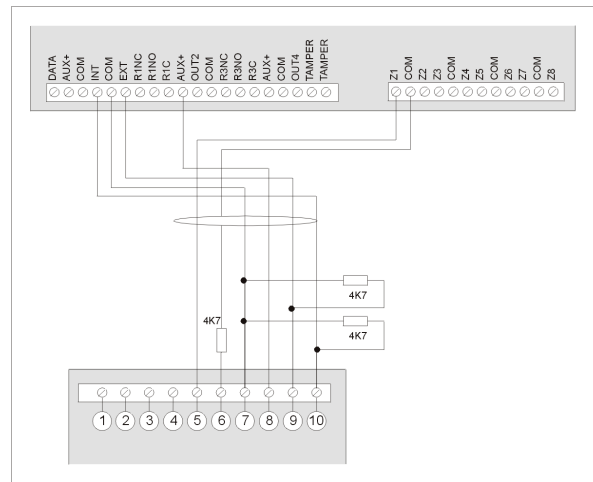 DATA AUX+ COM INT COM EXT R1NC R1NO R1C AUX+ OUT2 COM R3NC R3NO R3C AUX+ COM OUT4 TAMPER TAMPER
Z1 COM Z2 Z3 COM Z4 Z5 COM Z6 Z7 COM Z8
4K7
4K7
4K7
1 2 3 4 5 6 7 8 9 10